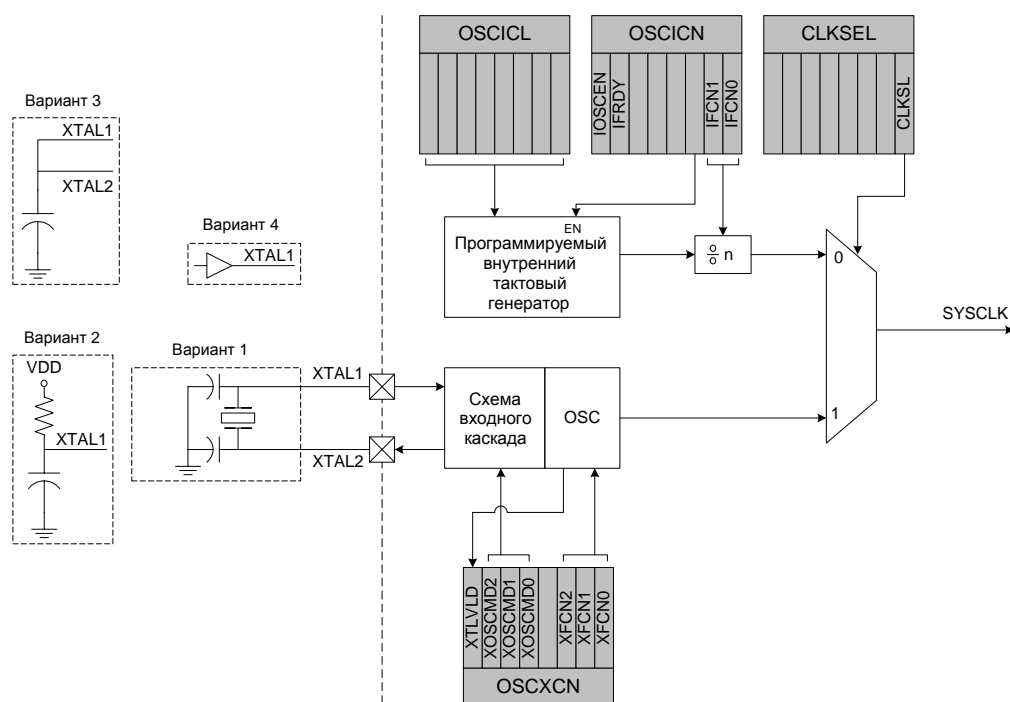 OSCICL
OSCICN
CLKSEL
IOSCEN
IFRDY
IFCN1
IFCN0
CLKSL
Вариант 3
XTAL1
XTAL2
Вариант 4
XTAL1
EN
Программируемый
внутренний
тактовый
генератор
n
0
SYSCLK
Вариант 2
VDD
XTAL1
Вариант 1
XTAL1
XTAL2
Схема
входного
каскада
OSC
1
XTLVLD
XOSCMD2
XOSCMD1
XOSCMD0
XFCN2
XFCN1
XFCN0
OSCXCN